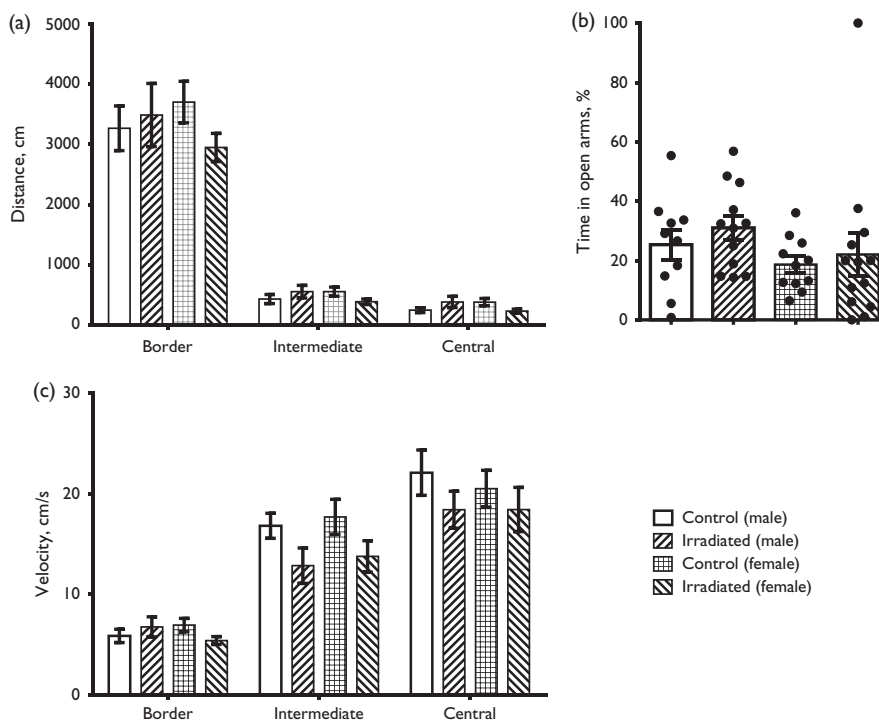 (a)
Distance, cm
5000
4000
3000
2000
1000
0
Border
Intermediate
Central
(b)
Time in open arms, %
100
80
60
40
20
0
(c)
Velocity, cm/s
30
20
10
0
Border
Intermediate
Central
Control (male)
Irradiated (male)
Control (female)
Irradiated (female)